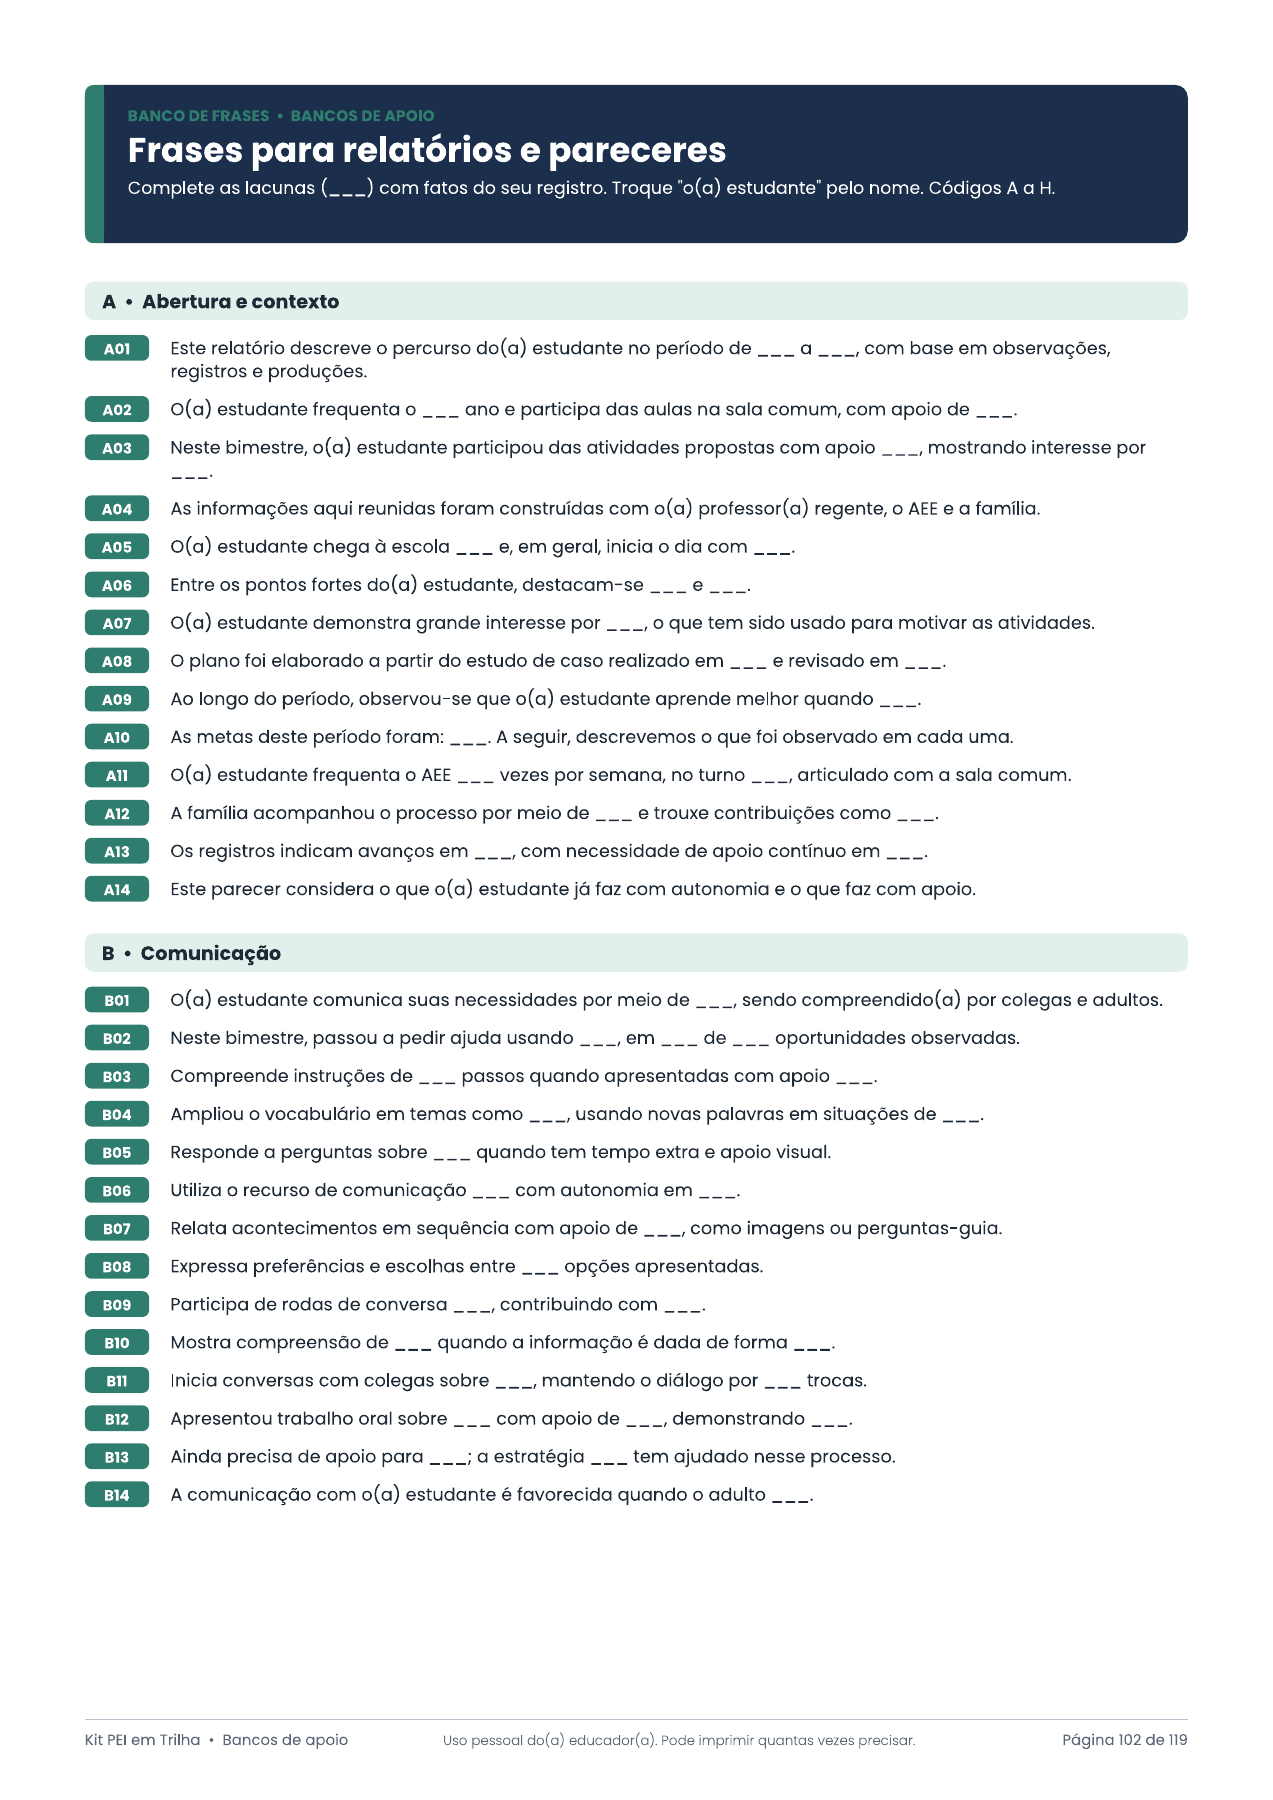 BANCO DE FRASES • BANCOS DE APOIO
Frases para relatórios e pareceres
Complete as lacunas (___) com fatos do seu registro. Troque "o(a) estudante" pelo nome. Códigos A a H.
A • Abertura e contexto
A01 Este relatório descreve o percurso do(a) estudante no período de ___ a ___, com base em observações,
registros e produções.
A02 O(a) estudante frequenta o ___ ano e participa das aulas na sala comum, com apoio de ___.
A03 Neste bimestre, o(a) estudante participou das atividades propostas com apoio ___, mostrando interesse por
___.
A04 As informações aqui reunidas foram construídas com o(a) professor(a) regente, o AEE e a família.
A05 O(a) estudante chega à escola ___ e, em geral, inicia o dia com ___.
A06 Entre os pontos fortes do(a) estudante, destacam-se ___ e ___.
A07 O(a) estudante demonstra grande interesse por ___, o que tem sido usado para motivar as atividades.
A08 O plano foi elaborado a partir do estudo de caso realizado em ___ e revisado em ___.
A09 Ao longo do período, observou-se que o(a) estudante aprende melhor quando ___.
A10 As metas deste período foram: ___. A seguir, descrevemos o que foi observado em cada uma.
A11 O(a) estudante frequenta o AEE ___ vezes por semana, no turno ___, articulado com a sala comum.
A12 A família acompanhou o processo por meio de ___ e trouxe contribuições como ___.
A13 Os registros indicam avanços em ___, com necessidade de apoio contínuo em ___.
A14 Este parecer considera o que o(a) estudante já faz com autonomia e o que faz com apoio.
B • Comunicação
B01 O(a) estudante comunica suas necessidades por meio de ___, sendo compreendido(a) por colegas e adultos.
B02 Neste bimestre, passou a pedir ajuda usando ___, em ___ de ___ oportunidades observadas.
B03 Compreende instruções de ___ passos quando apresentadas com apoio ___.
B04 Ampliou o vocabulário em temas como ___, usando novas palavras em situações de ___.
B05 Responde a perguntas sobre ___ quando tem tempo extra e apoio visual.
B06 Utiliza o recurso de comunicação ___ com autonomia em ___.
B07 Relata acontecimentos em sequência com apoio de ___, como imagens ou perguntas-guia.
B08 Expressa preferências e escolhas entre ___ opções apresentadas.
B09 Participa de rodas de conversa ___, contribuindo com ___.
B10 Mostra compreensão de ___ quando a informação é dada de forma ___.
B11 Inicia conversas com colegas sobre ___, mantendo o diálogo por ___ trocas.
B12 Apresentou trabalho oral sobre ___ com apoio de ___, demonstrando ___.
B13 Ainda precisa de apoio para ___; a estratégia ___ tem ajudado nesse processo.
B14 A comunicação com o(a) estudante é favorecida quando o adulto ___.
Kit PEI em Trilha • Bancos de apoio Uso pessoal do(a) educador(a). Pode imprimir quantas vezes precisar. Página 102 de 119